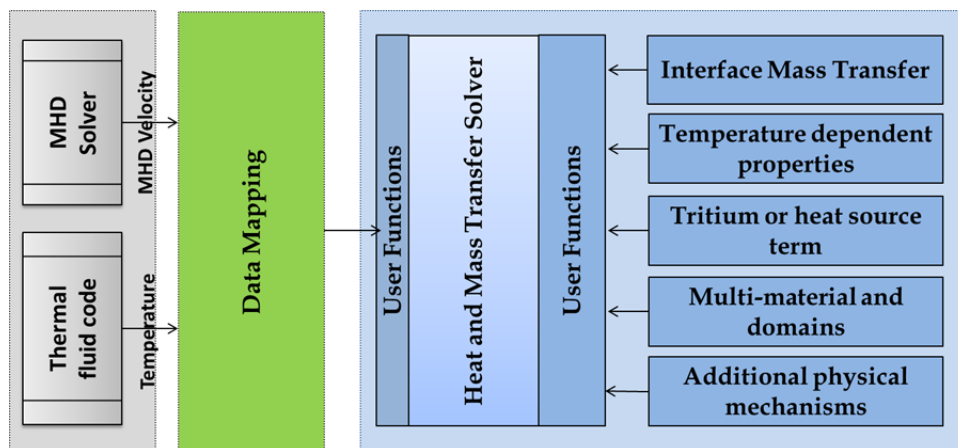 MHD
Solver
MHD Velocity
Thermal
fluid code
Temperature
Data Mapping
User Functions
Heat and Mass Transfer Solver
User Functions
Interface Mass Transfer
Temperature dependent
properties
Tritium or heat source
term
Multi-material and
domains
Additional physical
mechanisms